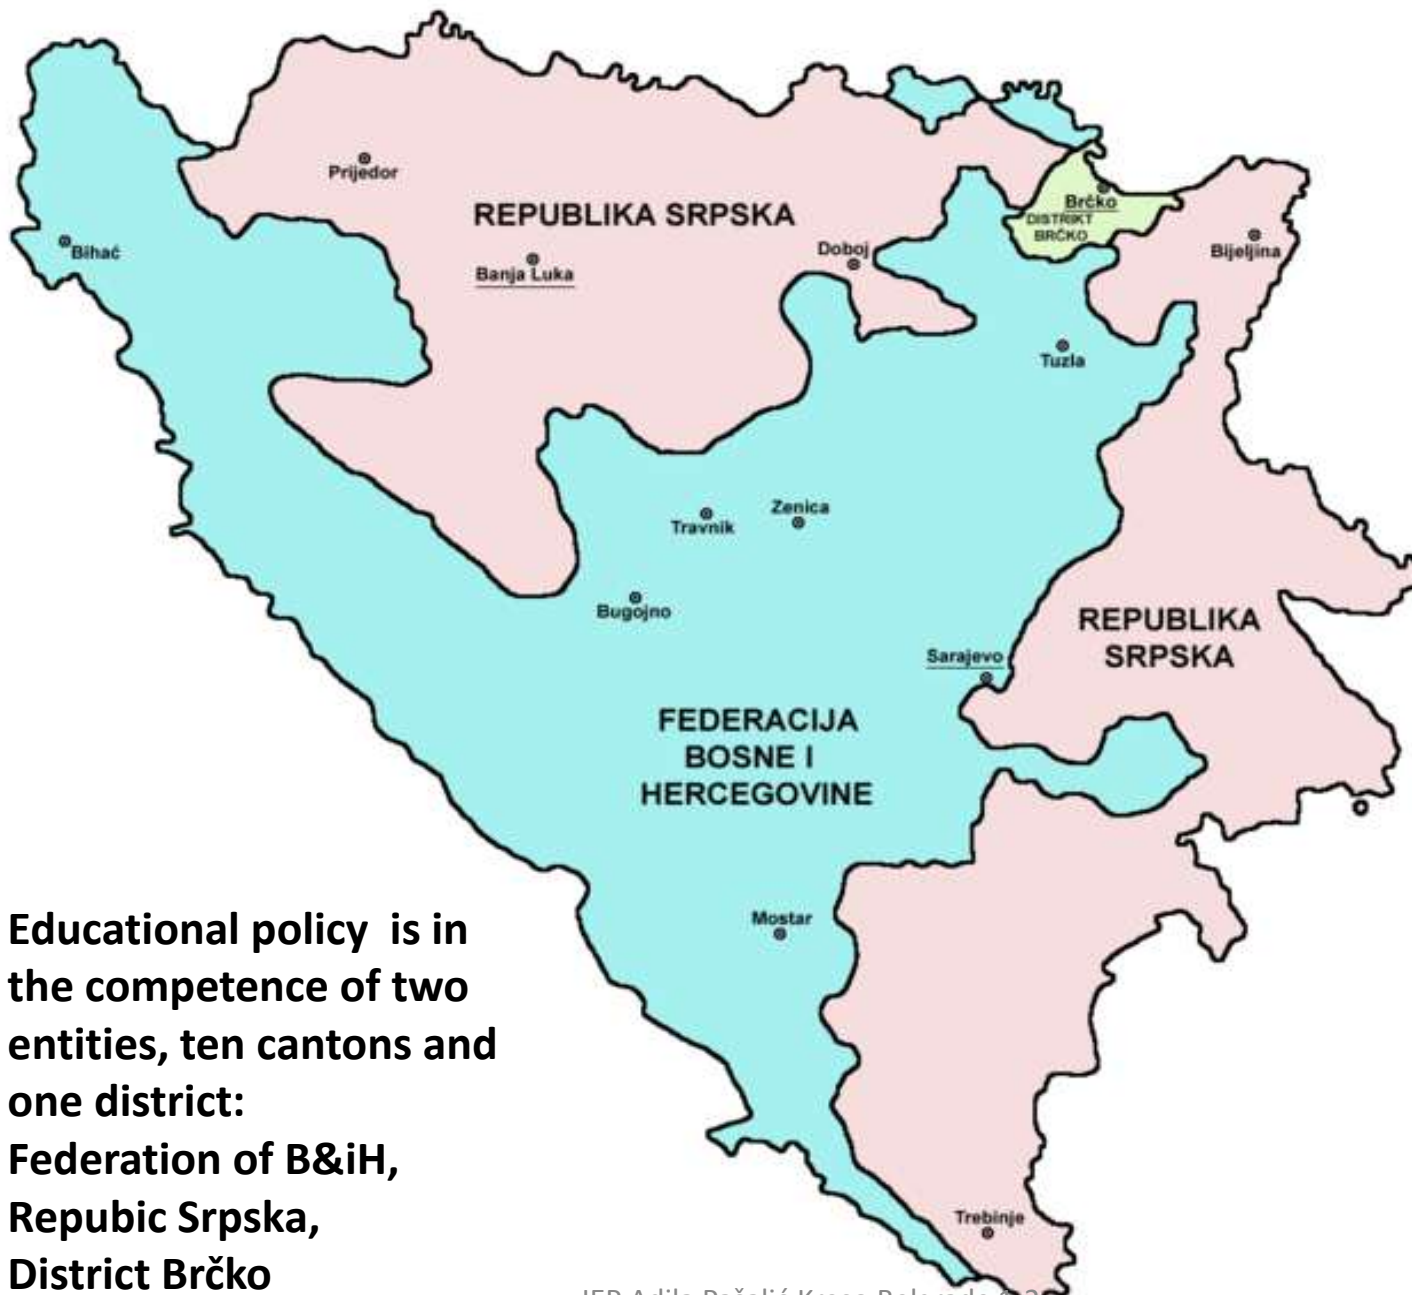 Prijedor
REPUBLIKA SRPSKA
Brčko
DISTRIKT
BRČKO
Bihać
Banja Luka
Doboj
Bijeljina
Tuzla
Travnik
Zenica
Bugojno
REPUBLIKA
SRPSKA
Sarajevo
FEDERACIJA
BOSNE I
HERCEGOVINE
Mostar
Trebinje
Educational policy  is in
the competence of two
entities, ten cantons and
one district:
Federation of B&iH,
Repubic Srpska,
District Brčko